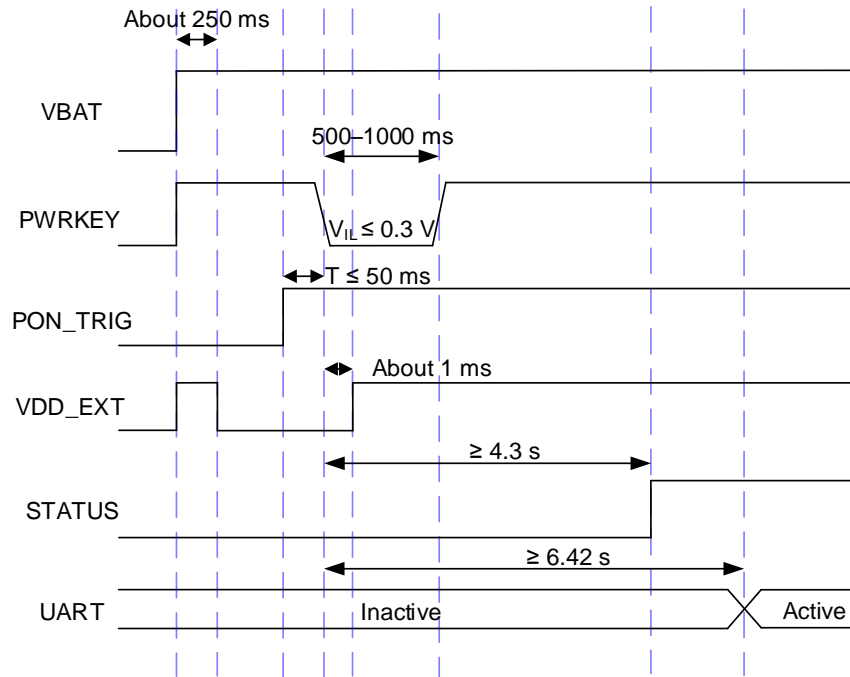 About 250 ms
VBAT
500–1000 ms
PWRKEY
VIL ≤ 0.3 V
T ≤ 50 ms
PON_TRIG
About 1 ms
VDD_EXT
≥ 4.3 s
STATUS
≥ 6.42 s
UART
Inactive
Active